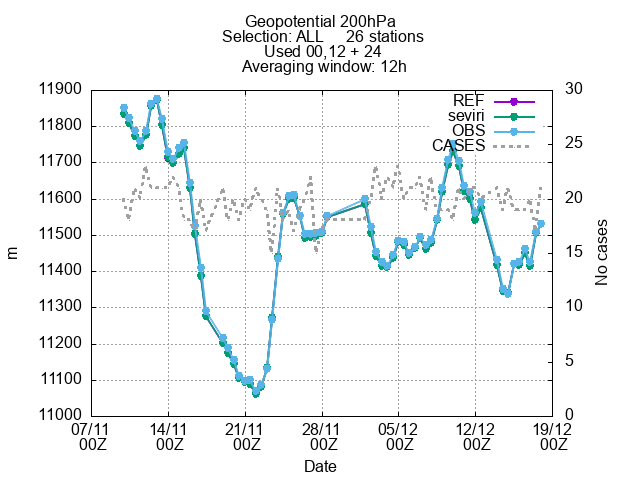 Geopotential 200hPa
Selection: ALL 26 stations
Used 00,12 + 24
Averaging window: 12h
11900
11800
11700
11600
11500
11400
11300
11200
11100
11000
m
30
25
20
15
10
5
0
No cases
REF
seviri
OBS
CASES
07/11 14/11 21/11 28/11 05/12 12/12 19/12
00Z 00Z 00Z 00Z 00Z 00Z 00Z
Date